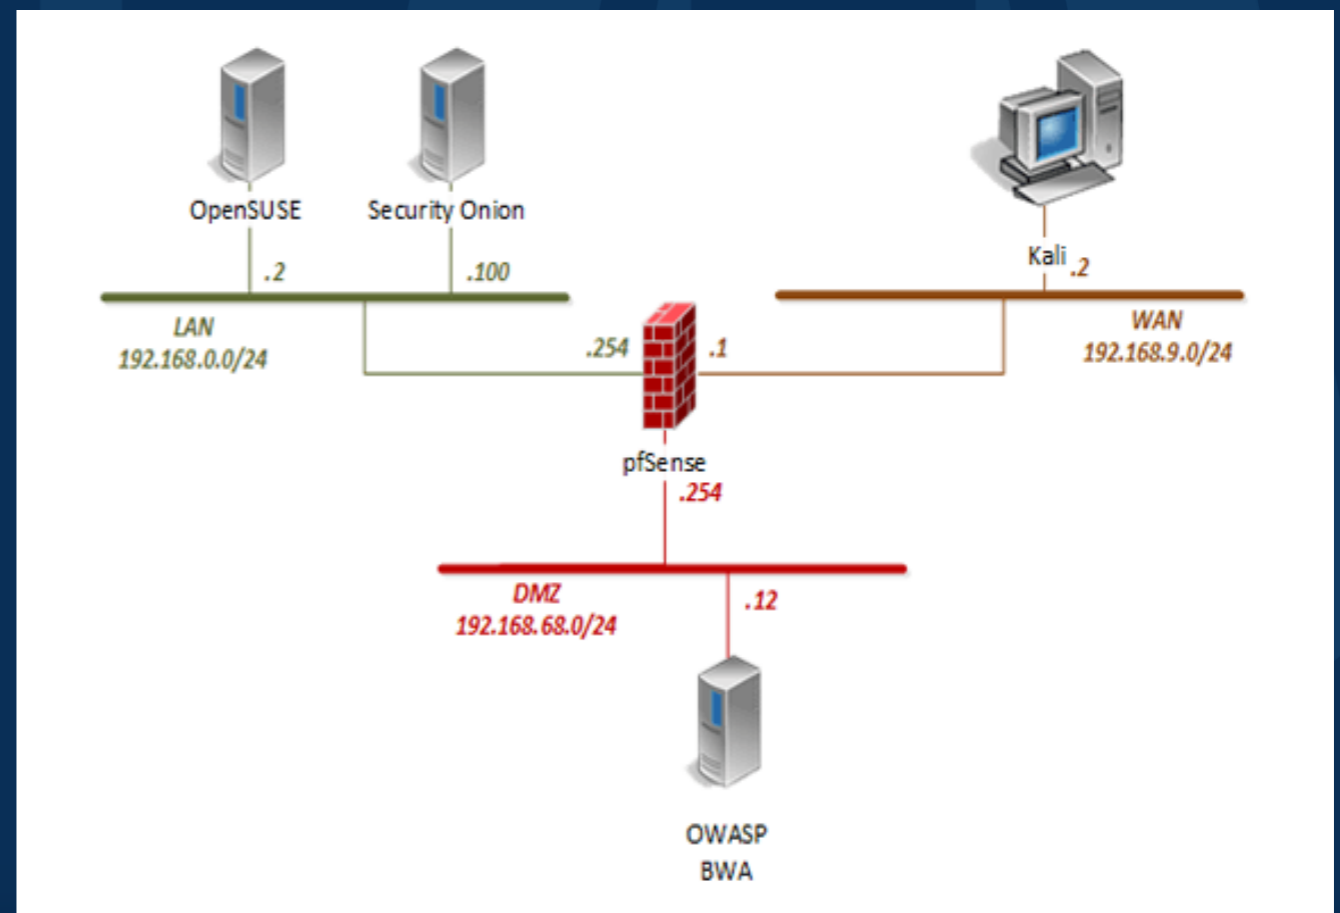 OpenSUSE
Security Onion
.2
.100
LAN
192.168.0.0/24
Kali
.2
WAN
192.168.9.0/24
.254
.1
pfSense
.254
DMZ
192.168.68.0/24
.12
OWASP
BWA